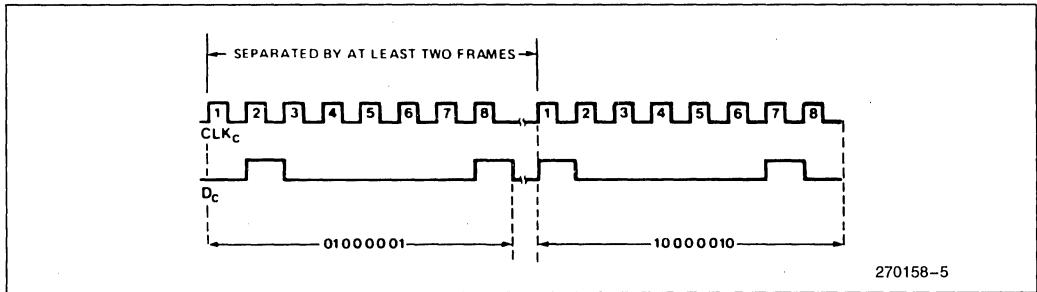 SEPARATED BY AT LEAST TWO FRAMES
1 2 3 4 5 6 7 8 1 2 3 4 5 6 7 8
CLKC
DC
01000001 10000010
270158-5